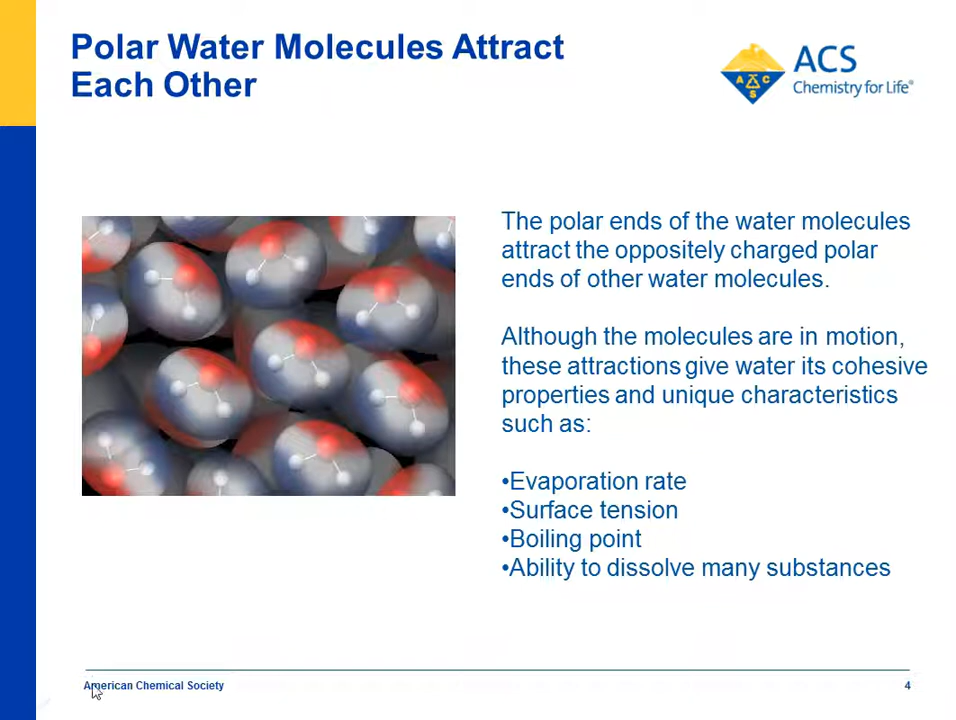 Polar Water Molecules Attract
Each Other
ACS
Chemistry for Life®
A C S
The polar ends of the water molecules
attract the oppositely charged polar
ends of other water molecules.
Although the molecules are in motion,
these attractions give water its cohesive
properties and unique characteristics
such as:
•Evaporation rate
•Surface tension
•Boiling point
•Ability to dissolve many substances
American Chemical Society
4